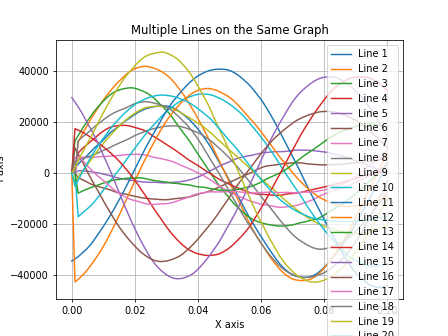 Multiple Lines on the Same Graph
40000
20000
0
−20000
−40000
0.00
0.02
0.04
0.06
0.08
0.10
X axis
Line 1
Line 2
Line 3
Line 4
Line 5
Line 6
Line 7
Line 8
Line 9
Line 10
Line 11
Line 12
Line 13
Line 14
Line 15
Line 16
Line 17
Line 18
Line 19
Line 20